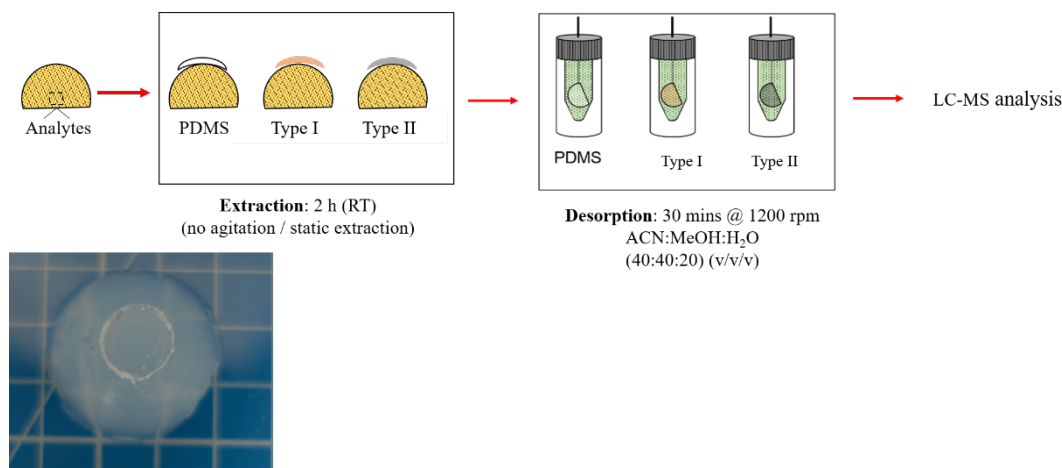 Analytes
PDMS
Type I
Type II
Extraction: 2 h (RT)
(no agitation / static extraction)
PDMS
Type I
Type II
Desorption: 30 mins @ 1200 rpm
ACN:MeOH:H₂O
(40:40:20) (v/v/v)
LC-MS analysis